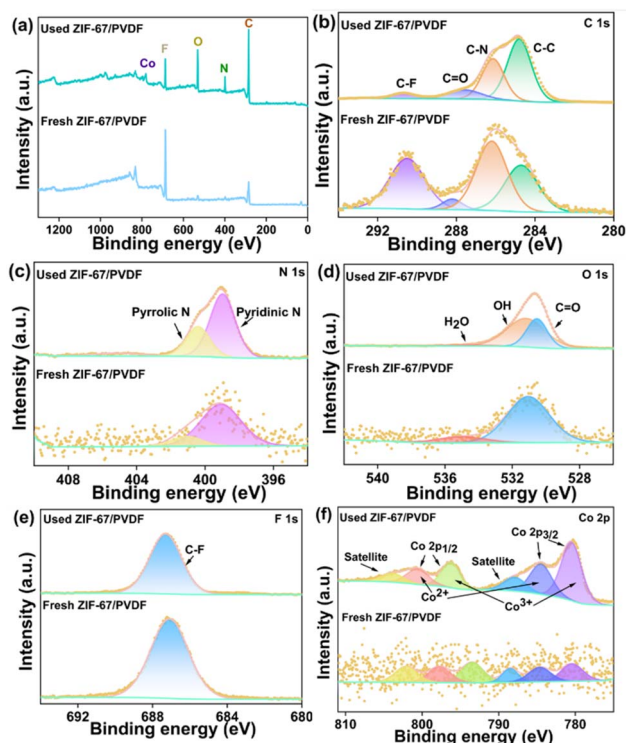 (a)
Used ZIF-67/PVDF
C
O
F
N
Co
Fresh ZIF-67/PVDF
Intensity (a.u.)
1200 1000 800 600 400 200 0
Binding energy (eV)
(b)
C 1s
Used ZIF-67/PVDF
C-N
C-C
C=O
C-F
Fresh ZIF-67/PVDF
Intensity (a.u.)
292 288 284 280
Binding energy (eV)
(c)
Used ZIF-67/PVDF
N 1s
Pyrrolic N
Pyridinic N
Fresh ZIF-67/PVDF
Intensity (a.u.)
408 404 400 396
Binding energy (eV)
(d)
Used ZIF-67/PVDF
O 1s
OH
C=O
H2O
Fresh ZIF-67/PVDF
Intensity (a.u.)
540 535 530
Binding energy (eV)
(e)
F 1s
Used ZIF-67/PVDF
C-F
Fresh ZIF-67/PVDF
Intensity (a.u.)
692 688 684 680
Binding energy (eV)
(f)
Co 2p
Used ZIF-67/PVDF
Co 2p3/2
Co 2p1/2
Satellite
Satellite
Co2+
Co3+
Fresh ZIF-67/PVDF
Intensity (a.u.)
810 800 790 780
Binding energy (eV)